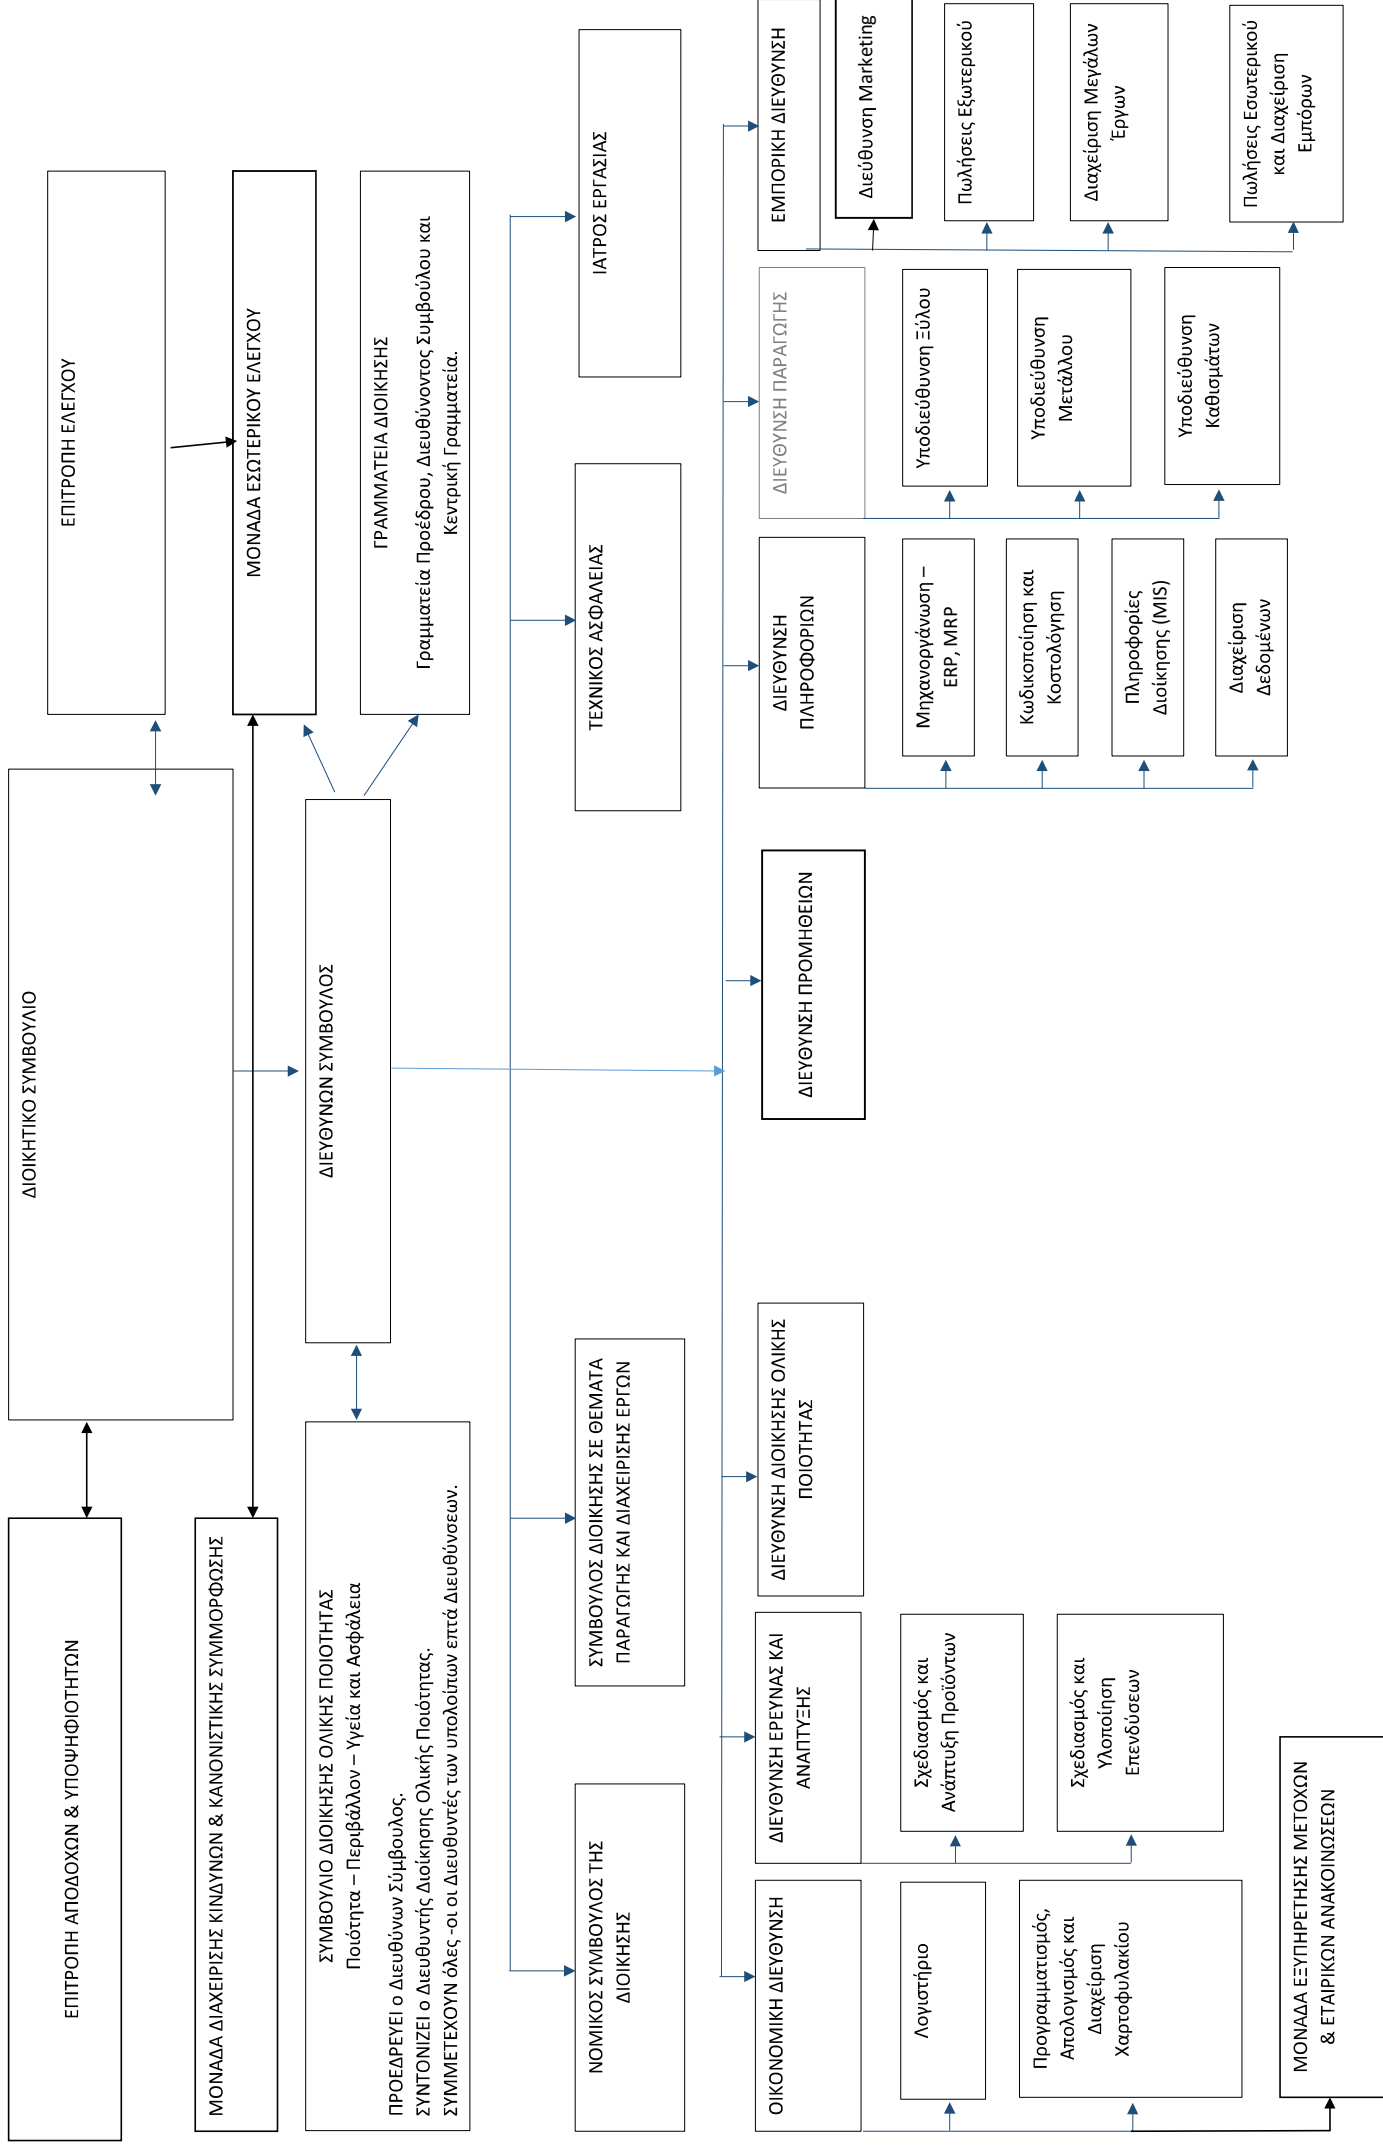 ΕΠΙΤΡΟΠΗ ΑΠΟΔΟΧΩΝ & ΥΠΟΨΗΦΙΟΤΗΤΩΝ
ΔΙΟΙΚΗΤΙΚΟ ΣΥΜΒΟΥΛΙΟ
ΕΠΙΤΡΟΠΗ ΕΛΕΓΧΟΥ
ΜΟΝΑΔΑ ΔΙΑΧΕΙΡΙΣΗΣ ΚΙΝΔΥΝΩΝ & ΚΑΝΟΝΙΣΤΙΚΗΣ ΣΥΜΜΟΡΦΩΣΗΣ
ΜΟΝΑΔΑ ΕΣΩΤΕΡΙΚΟΥ ΕΛΕΓΧΟΥ
ΣΥΜΒΟΥΛΙΟ ΔΙΟΙΚΗΣΗΣ ΟΛΙΚΗΣ ΠΟΙΟΤΗΤΑΣ
Ποιότητα – Περιβάλλον – Υγεία και Ασφάλεια
ΠΡΟΕΔΡΕΥΕΙ ο Διευθύνων Σύμβουλος.
ΣΥΝΤΟΝΙΖΕΙ ο Διευθυντής Διοίκησης Ολικής Ποιότητας.
ΣΥΜΜΕΤΕΧΟΥΝ όλες -οι οι Διευθυντές των υπολοίπων επτά Διευθύνσεων.
ΔΙΕΥΘΥΝΩΝ ΣΥΜΒΟΥΛΟΣ
ΓΡΑΜΜΑΤΕΙΑ ΔΙΟΙΚΗΣΗΣ
Γραμματεία Προέδρου, Διευθύνοντος Συμβούλου και
Κεντρική Γραμματεία.
ΝΟΜΙΚΟΣ ΣΥΜΒΟΥΛΟΣ ΤΗΣ
ΔΙΟΙΚΗΣΗΣ
ΣΥΜΒΟΥΛΟΣ ΔΙΟΙΚΗΣΗΣ ΣΕ ΘΕΜΑΤΑ
ΠΑΡΑΓΩΓΗΣ ΚΑΙ ΔΙΑΧΕΙΡΙΣΗΣ ΕΡΓΩΝ
ΤΕΧΝΙΚΟΣ ΑΣΦΑΛΕΙΑΣ
ΙΑΤΡΟΣ ΕΡΓΑΣΙΑΣ
ΟΙΚΟΝΟΜΙΚΗ ΔΙΕΥΘΥΝΣΗ
Λογιστήριο
Προγραμματισμός,
Απολογισμός και
Διαχείριση
Χαρτοφυλακίου
ΜΟΝΑΔΑ ΕΞΥΠΗΡΕΤΗΣΗΣ ΜΕΤΟΧΩΝ
& ΕΤΑΙΡΙΚΩΝ ΑΝΑΚΟΙΝΩΣΕΩΝ
ΔΙΕΥΘΥΝΣΗ ΕΡΕΥΝΑΣ ΚΑΙ
ΑΝΑΠΤΥΞΗΣ
Σχεδιασμός και
Ανάπτυξη Προϊόντων
Σχεδιασμός και
Υλοποίηση
Επενδύσεων
ΔΙΕΥΘΥΝΣΗ ΔΙΟΙΚΗΣΗΣ ΟΛΙΚΗΣ
ΠΟΙΟΤΗΤΑΣ
ΔΙΕΥΘΥΝΣΗ ΠΡΟΜΗΘΕΙΩΝ
ΔΙΕΥΘΥΝΣΗ
ΠΛΗΡΟΦΟΡΙΩΝ
Μηχανοργάνωση –
ERP, MRP
Κωδικοποίηση και
Κοστολόγηση
Πληροφορίες
Διοίκησης (MIS)
Διαχείριση
Δεδομένων
ΔΙΕΥΘΥΝΣΗ ΠΑΡΑΓΩΓΗΣ
Υποδιεύθυνση Ξύλου
Υποδιεύθυνση
Μετάλλου
Υποδιεύθυνση
Καθισμάτων
ΕΜΠΟΡΙΚΗ ΔΙΕΥΘΥΝΣΗ
Διεύθυνση Marketing
Πωλήσεις Εξωτερικού
Διαχείριση Μεγάλων
Έργων
Πωλήσεις Εσωτερικού
και Διαχείριση
Εμπόρων